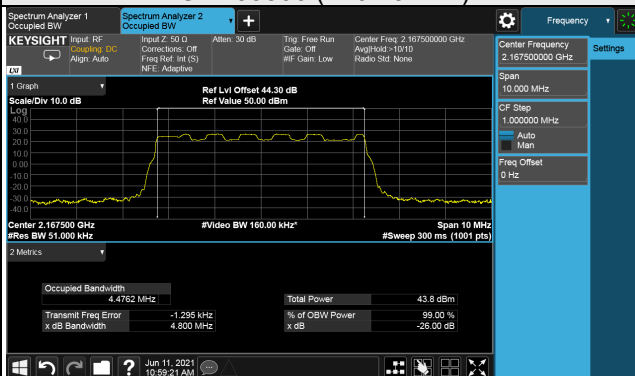 Spectrum Analyzer 1
Occupied BW
Spectrum Analyzer 2
Occupied BW
Frequency
KEYSIGHT
Input: RF
Coupling: DC
Align: Auto
Input Z: 50 Ω
Corrections: Off
Freq Ref: Int (S)
NFE: Adaptive
Atten: 30 dB
Trig: Free Run
Gate: Off
#IF Gain: Low
Center Freq: 2.167500000 GHz
Avg|Hold:>10/10
Radio Std: None
LXI
Center Frequency
2.167500000 GHz
Settings
Span
10.000 MHz
CF Step
1.000000 MHz
Auto
Man
Freq Offset
0 Hz
1 Graph
Scale/Div 10.0 dB
Ref Lvl Offset 44.30 dB
Ref Value 50.00 dBm
Log
40.0
30.0
20.0
10.0
0.00
-10.0
-20.0
-30.0
-40.0
Center 2.167500 GHz
#Res BW 51.000 kHz
#Video BW 160.00 kHz*
Span 10 MHz
#Sweep 300 ms (1001 pts)
2 Metrics
Occupied Bandwidth
4.4762 MHz
Total Power 43.8 dBm
Transmit Freq Error -1.295 kHz
% of OBW Power 99.00 %
x dB Bandwidth 4.800 MHz
x dB -26.00 dB
Jun 11, 2021
10:59:21 AM